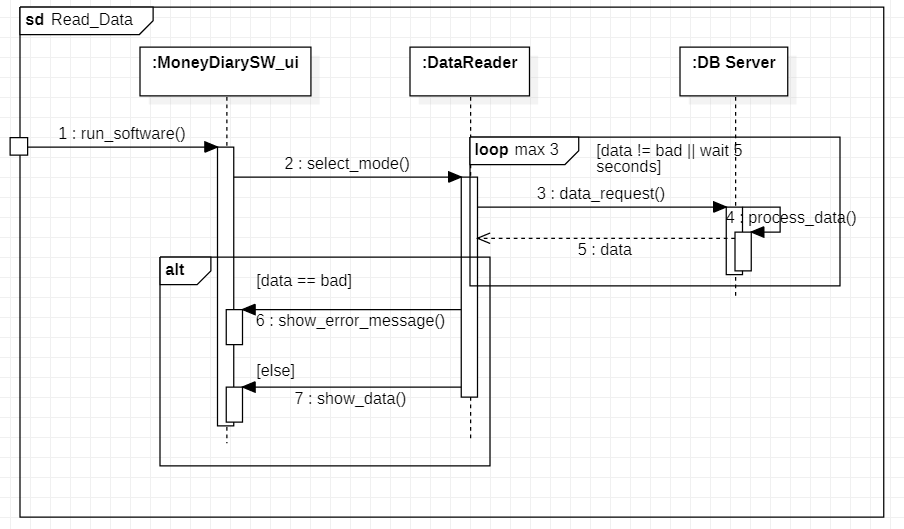 sd Read_Data
:MoneyDiarySW_ui
:DataReader
:DB Server
1 : run_software()
loop max 3
[data != bad || wait 5
seconds]
2 : select_mode()
3 : data_request()
4 : process_data()
5 : data
alt
[data == bad]
6 : show_error_message()
[else]
7 : show_data()